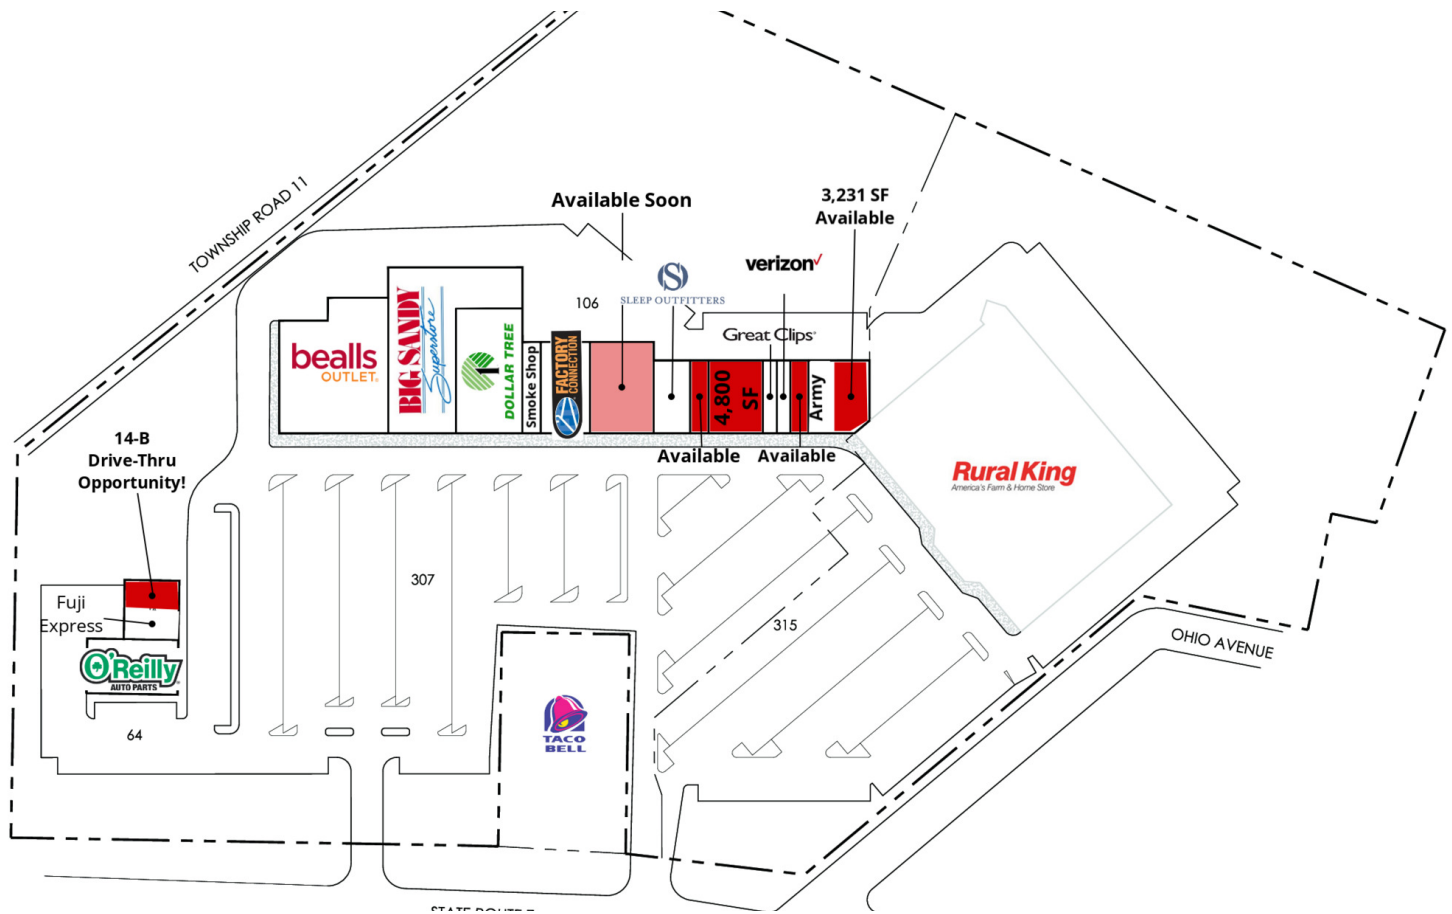 TOWNSHIP ROAD 11
Available Soon
3,231 SF
Available
verizon
SLEEP OUTFITTERS
106
Great Clips
bealls
OUTLET
BIG SANDY
Superstore
1
DOLLAR TREE
Smoke Shop
FACTORY
CONNECTION
4,800
SF
Army
Available
Available
Rural King
America's Farm & Home Store
14-B
Drive-Thru
Opportunity!
Fuji
Express
O'Reilly
AUTO PARTS
64
307
315
TACO
BELL
OHIO AVENUE